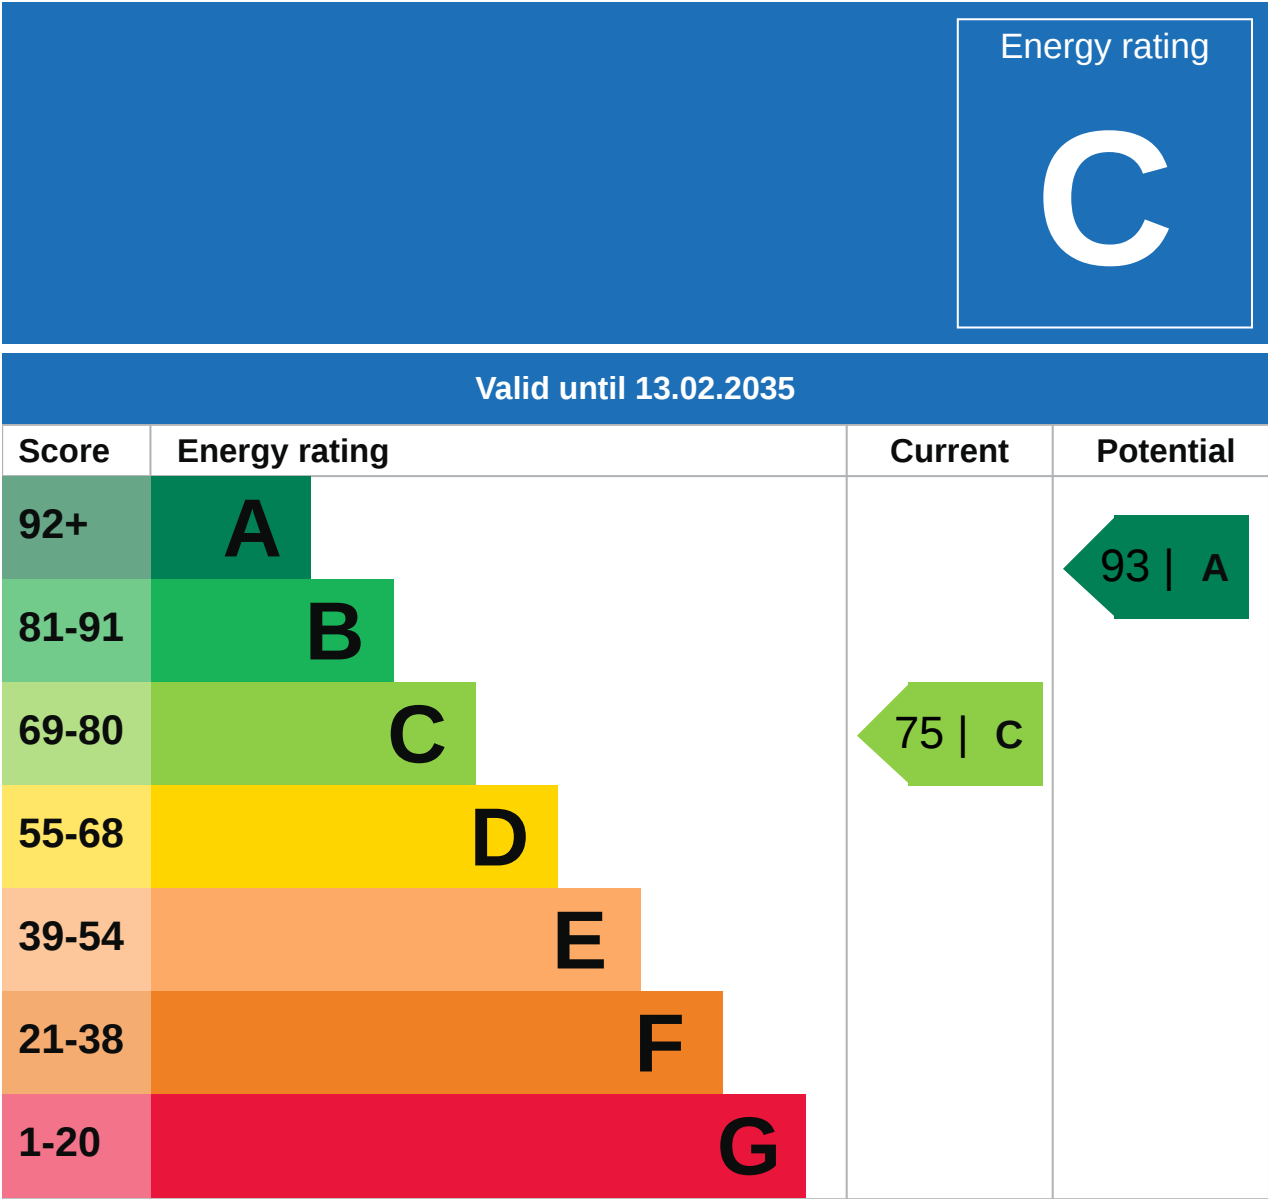 Energy rating
C
Valid until 13.02.2035
Score Energy rating Current Potential
92+ A
93 | A
81-91 B
69-80 C 75 | C
55-68 D
39-54 E
21-38 F
1-20 G